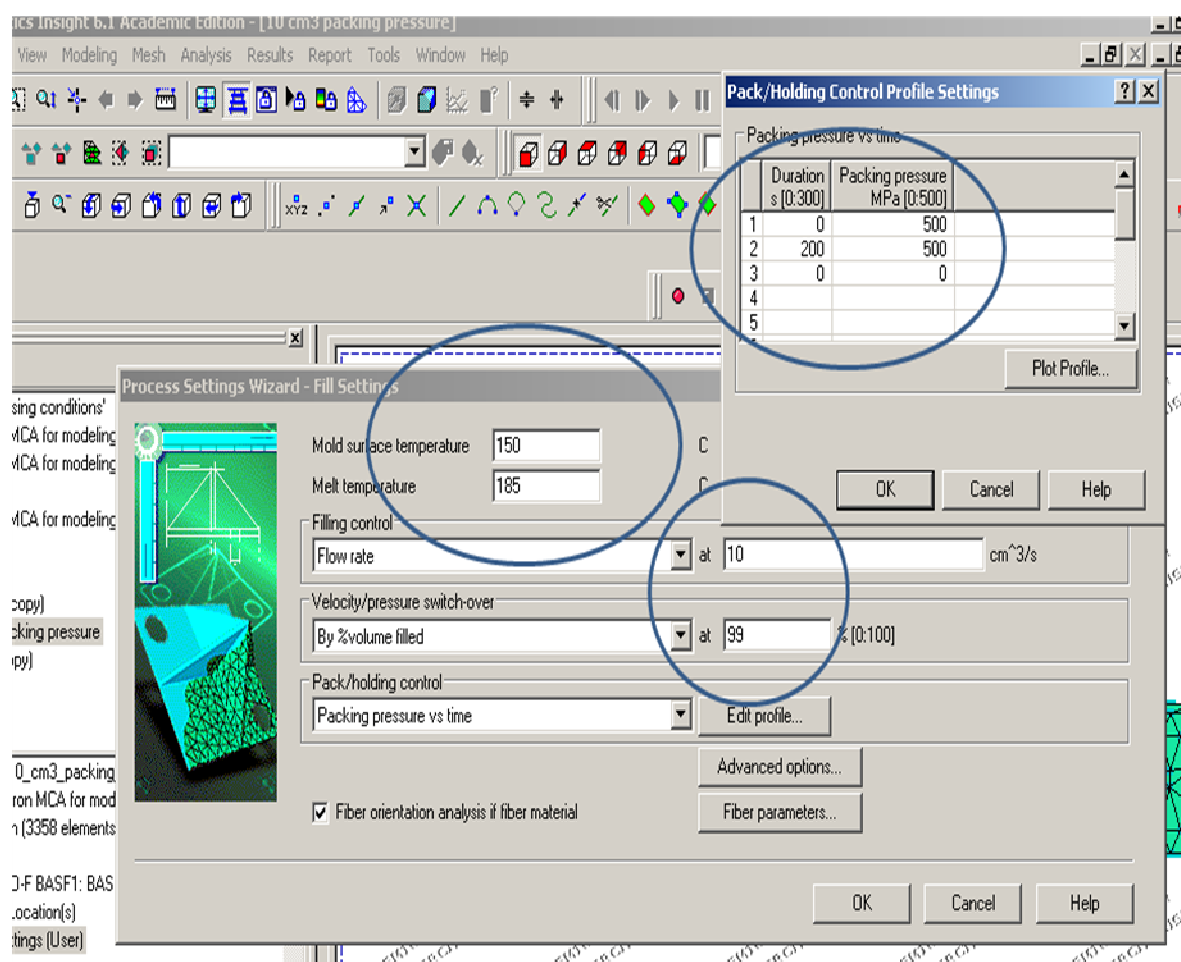 ics Insight 6.1 Academic Edition - [10 cm3 packing pressure]
View Modeling Mesh Analysis Results Report Tools Window Help
XYZ
Pack/Holding Control Profile Settings
Packing pressure vs time
Duration Packing pressure
s [0:300] MPa [0:500]
1 0 500
2 200 500
3 0 0
4
5
Plot Profile...
OK Cancel Help
Process Settings Wizard - Fill Settings
Mold surface temperature 150 C
Melt temperature 185 C
Filling control
Flow rate at 10 cm^3/s
Velocity/pressure switch-over
By %volume filled at 99 % [0:100]
Pack/holding control
Packing pressure vs time Edit profile...
Advanced options...
Fiber orientation analysis if fiber material Fiber parameters...
OK Cancel Help
sing conditions'
MCA for modeling
MCA for modeling
MCA for modeling
copy)
cking pressure
py)
0_cm3_packing
ron MCA for mod
n (3358 elements
D-F BASF1: BAS
Location(s)
ttings (User)